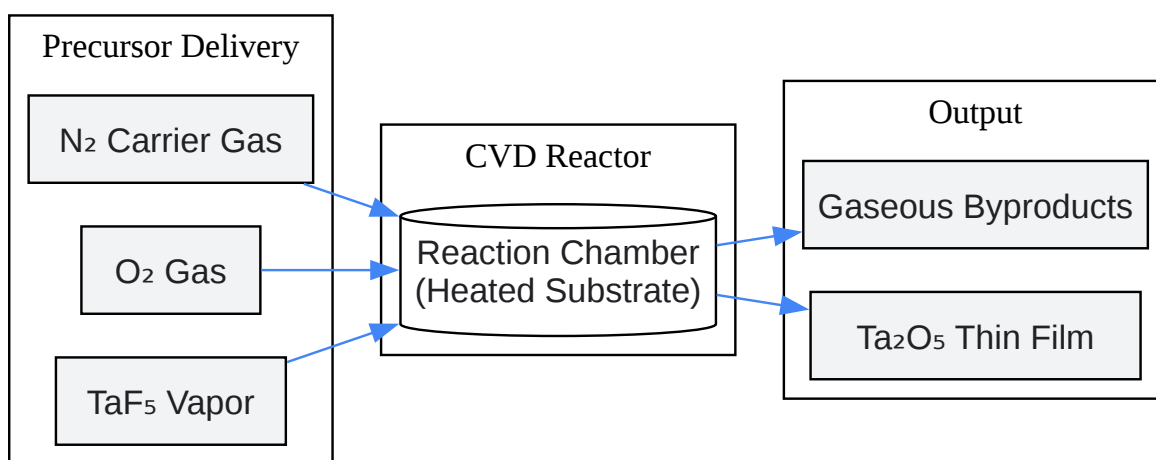 Precursor Delivery
N₂ Carrier Gas
O₂ Gas
TaF₅ Vapor
CVD Reactor
Reaction Chamber
(Heated Substrate)
Output
Gaseous Byproducts
Ta₂O₅ Thin Film